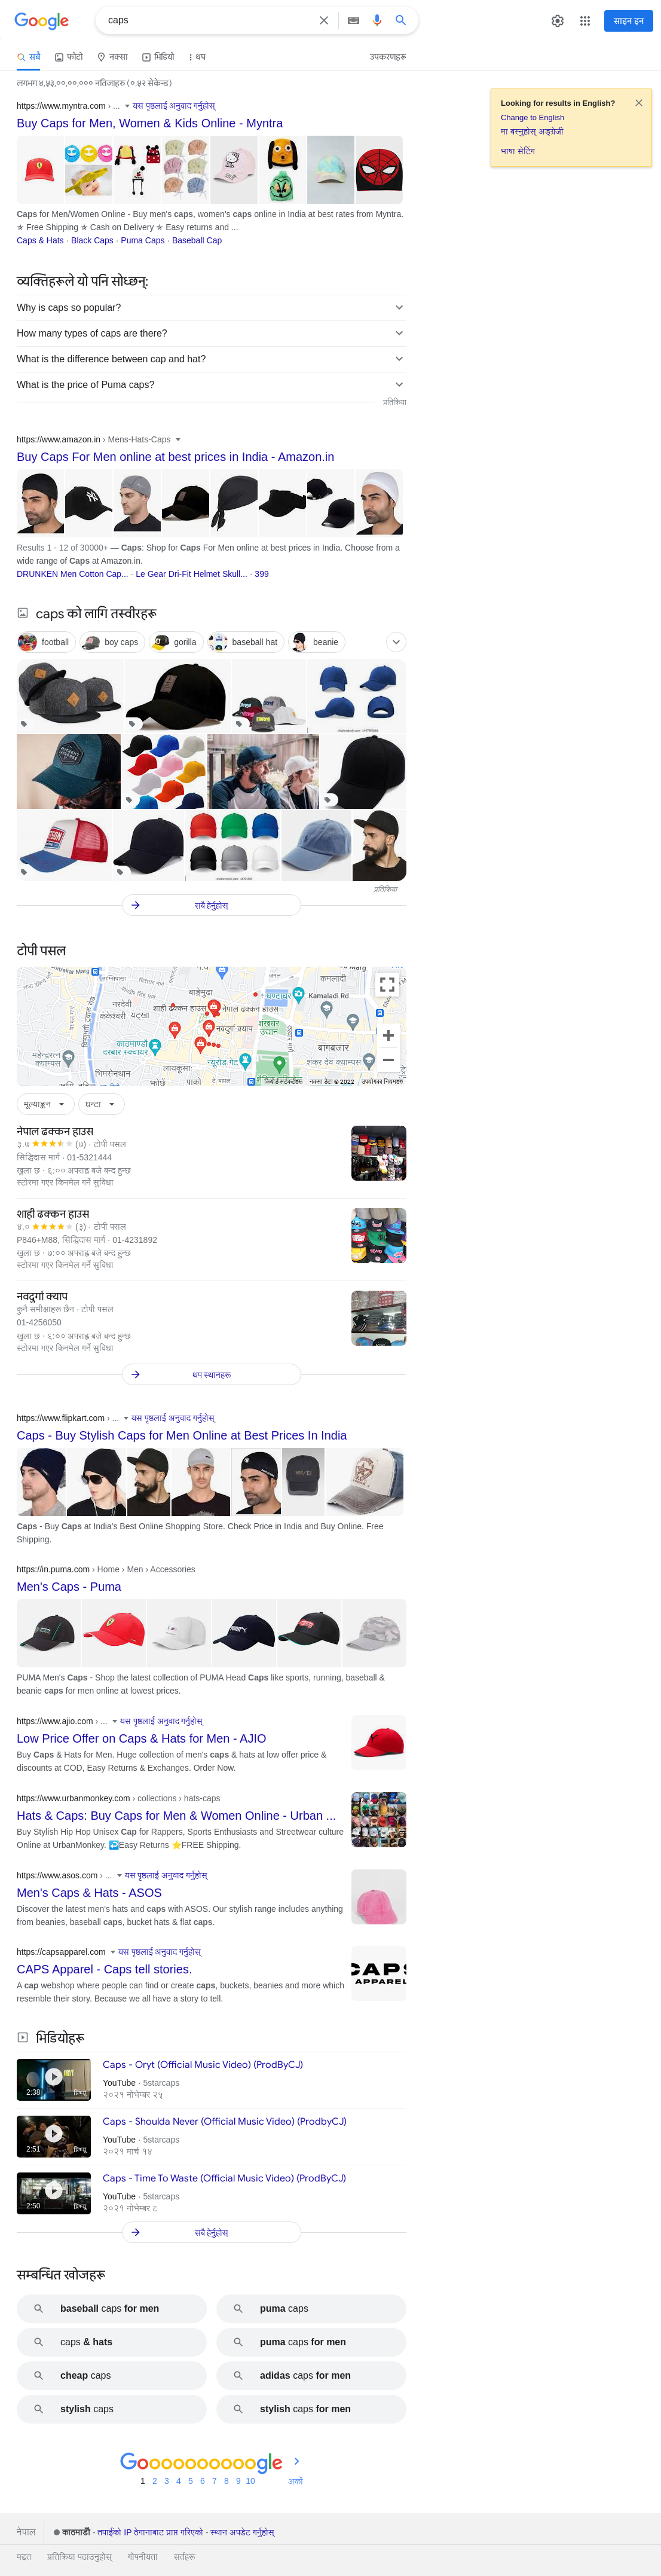 Google
caps
साइन इन
सबै
फोटो
नक्सा
भिडियो
थप
उपकरणहरू
लगभग ४,५३,००,००,००० नतिजाहरु (०.५२ सेकेन्ड)
https://www.myntra.com › ... यस पृष्ठलाई अनुवाद गर्नुहोस्
Buy Caps for Men, Women & Kids Online - Myntra
Caps for Men/Women Online - Buy men's caps, women's caps online in India at best rates from Myntra.
✯ Free Shipping ✯ Cash on Delivery ✯ Easy returns and ...
Caps & Hats · Black Caps · Puma Caps · Baseball Cap
Looking for results in English?
Change to English
मा बस्नुहोस् अङ्ग्रेजी
भाषा सेटिंग
व्यक्तिहरूले यो पनि सोध्छन्:
Why is caps so popular?
How many types of caps are there?
What is the difference between cap and hat?
What is the price of Puma caps?
प्रतिक्रिया
https://www.amazon.in › Mens-Hats-Caps
Buy Caps For Men online at best prices in India - Amazon.in
Results 1 - 12 of 30000+ — Caps: Shop for Caps For Men online at best prices in India. Choose from a
wide range of Caps at Amazon.in.
DRUNKEN Men Cotton Cap... · Le Gear Dri-Fit Helmet Skull... · 399
caps को लागि तस्वीरहरू
football
boy caps
gorilla
baseball hat
beanie
प्रतिक्रिया
सबै हेर्नुहोस्
टोपी पसल
कमलादी
Kamaladi Rd
बाङ्गेमुढा
नरदेवी
शाही ढक्कन हाउस
नेपाल ढक्कन हाउस
घण्टाघर
नवदुर्गा क्याप
काठमाण्डौं
दरबार स्क्वायर
बागबजार
न्यूरोड गेट
भिमसेनथान
किबोर्ड सर्टकटहरू
नक्सा डेटा © 2022
उपयोगका नियमहरु
मूल्याङ्कन
घन्टा
नेपाल ढक्कन हाउस
३.७ (७) · टोपी पसल
सिद्धिदास मार्ग · 01-5321444
खुला छ · ६:०० अपराह्न बजे बन्द हुन्छ
स्टोरमा गएर किनमेल गर्ने सुविधा
शाही ढक्कन हाउस
४.० (३) · टोपी पसल
P846+M88, सिद्धिदास मार्ग · 01-4231892
खुला छ · ७:०० अपराह्न बजे बन्द हुन्छ
स्टोरमा गएर किनमेल गर्ने सुविधा
नवदुर्गा क्याप
कुनै समीक्षाहरू छैन · टोपी पसल
01-4256050
खुला छ · ६:०० अपराह्न बजे बन्द हुन्छ
स्टोरमा गएर किनमेल गर्ने सुविधा
थप स्थानहरू
https://www.flipkart.com › ... यस पृष्ठलाई अनुवाद गर्नुहोस्
Caps - Buy Stylish Caps for Men Online at Best Prices In India
Caps - Buy Caps at India's Best Online Shopping Store. Check Price in India and Buy Online. Free
Shipping.
https://in.puma.com › Home › Men › Accessories
Men's Caps - Puma
PUMA Men's Caps - Shop the latest collection of PUMA Head Caps like sports, running, baseball &
beanie caps for men online at lowest prices.
https://www.ajio.com › ... यस पृष्ठलाई अनुवाद गर्नुहोस्
Low Price Offer on Caps & Hats for Men - AJIO
Buy Caps & Hats for Men. Huge collection of men's caps & hats at low offer price &
discounts at COD, Easy Returns & Exchanges. Order Now.
https://www.urbanmonkey.com › collections › hats-caps
Hats & Caps: Buy Caps for Men & Women Online - Urban ...
Buy Stylish Hip Hop Unisex Cap for Rappers, Sports Enthusiasts and Streetwear culture
Online at UrbanMonkey. Easy Returns ⭐FREE Shipping.
https://www.asos.com › ... यस पृष्ठलाई अनुवाद गर्नुहोस्
Men's Caps & Hats - ASOS
Discover the latest men's hats and caps with ASOS. Our stylish range includes anything
from beanies, baseball caps, bucket hats & flat caps.
https://capsapparel.com यस पृष्ठलाई अनुवाद गर्नुहोस्
CAPS Apparel - Caps tell stories.
A cap webshop where people can find or create caps, buckets, beanies and more which
resemble their story. Because we all have a story to tell.
CAPS
APPAREL
भिडियोहरू
Caps - Oryt (Official Music Video) (ProdByCJ)
YouTube · 5starcaps
२०२१ नोभेम्बर २५
2:38
Caps - Shoulda Never (Official Music Video) (ProdbyCJ)
YouTube · 5starcaps
२०२१ मार्च १४
2:51
Caps - Time To Waste (Official Music Video) (ProdByCJ)
YouTube · 5starcaps
२०२१ नोभेम्बर ८
2:50
सबै हेर्नुहोस्
सम्बन्धित खोजहरू
baseball caps for men
puma caps
caps & hats
puma caps for men
cheap caps
adidas caps for men
stylish caps
stylish caps for men
Goooooooooogle
1 2 3 4 5 6 7 8 9 10 अर्को
नेपाल
काठमाडौँ - तपाईंको IP ठेगानाबाट प्राप्त गरिएको - स्थान अपडेट गर्नुहोस्
मद्दत
प्रतिक्रिया पठाउनुहोस्
गोपनीयता
सर्तहरू